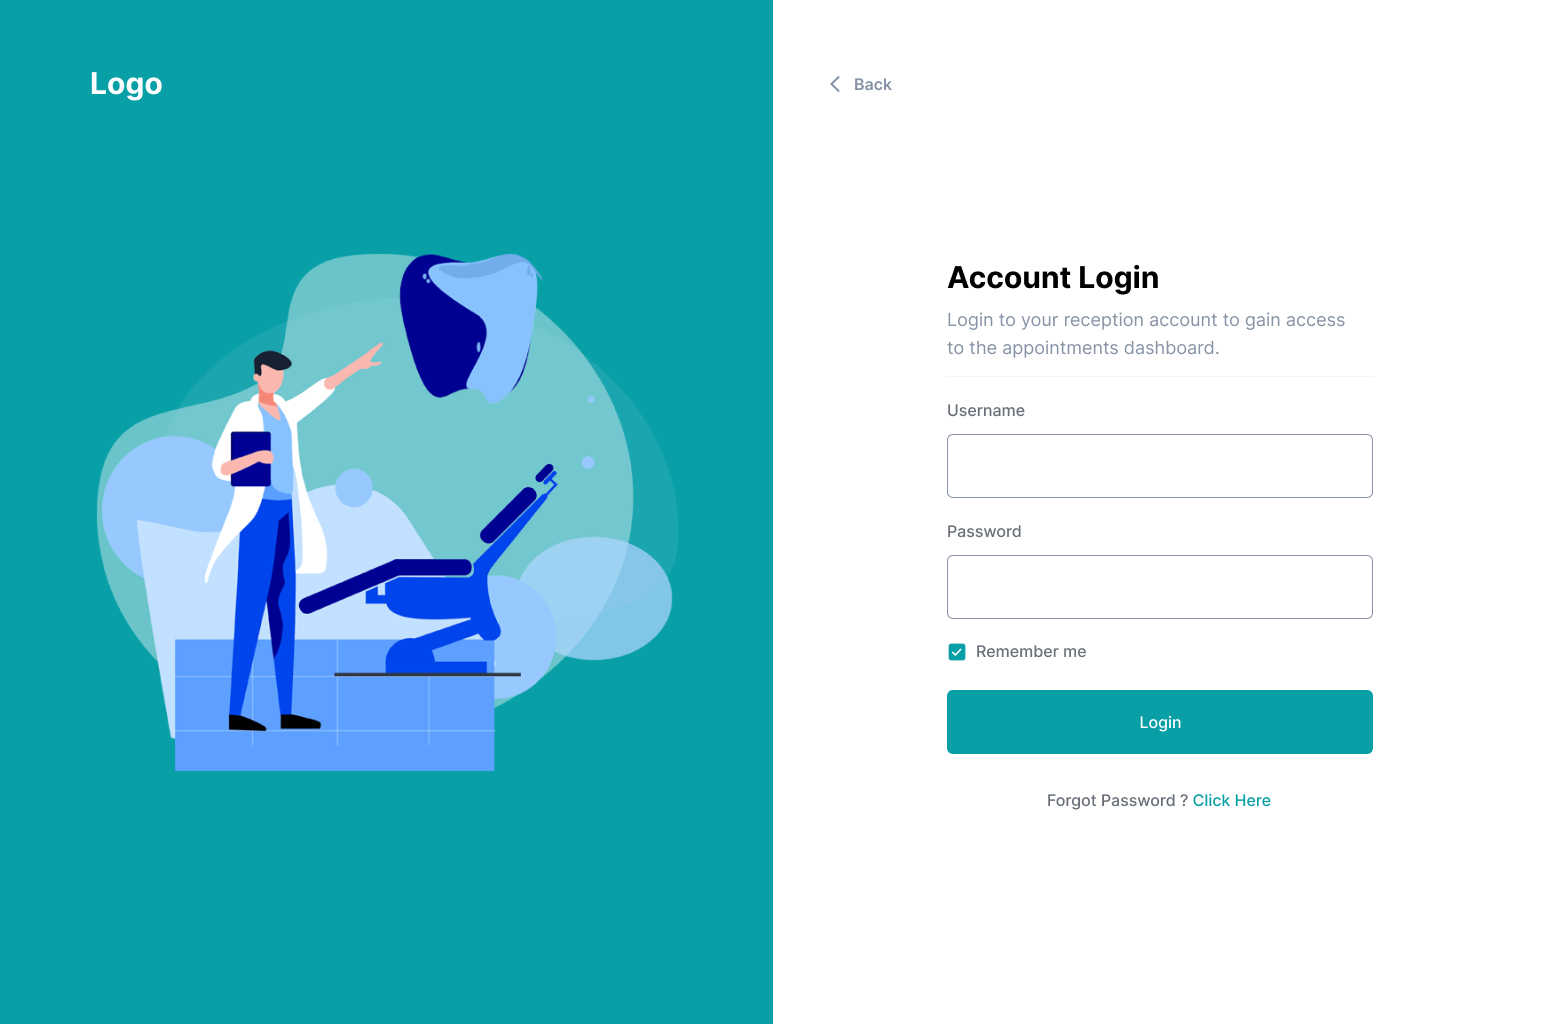 Logo
Back
Account Login
Login to your reception account to gain access
to the appointments dashboard.
Username
Password
Remember me
Login
Forgot Password ? Click Here